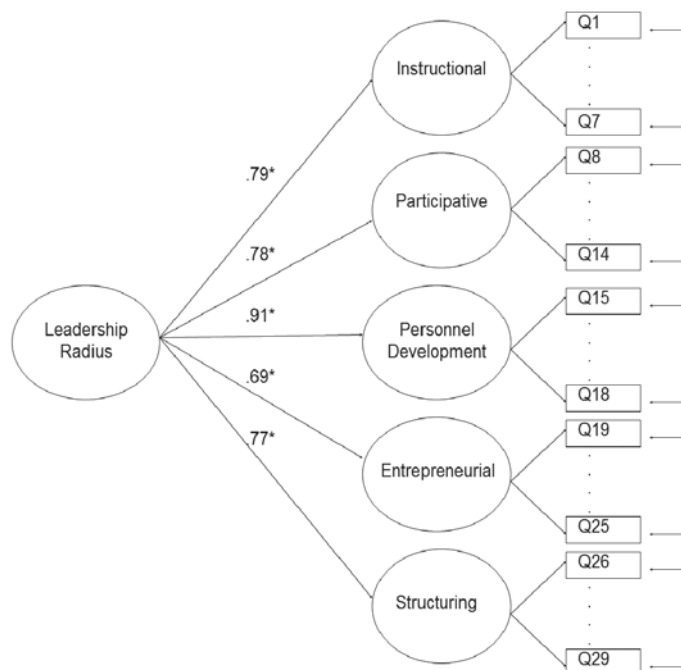 Q1
Instructional
Q7
.79*
Q8
Participative
.78*
Q14
.91*
Q15
Leadership
Radius
Personnel
Development
.69*
Q18
Q19
.77*
Entrepreneurial
Q25
Q26
Structuring
Q29